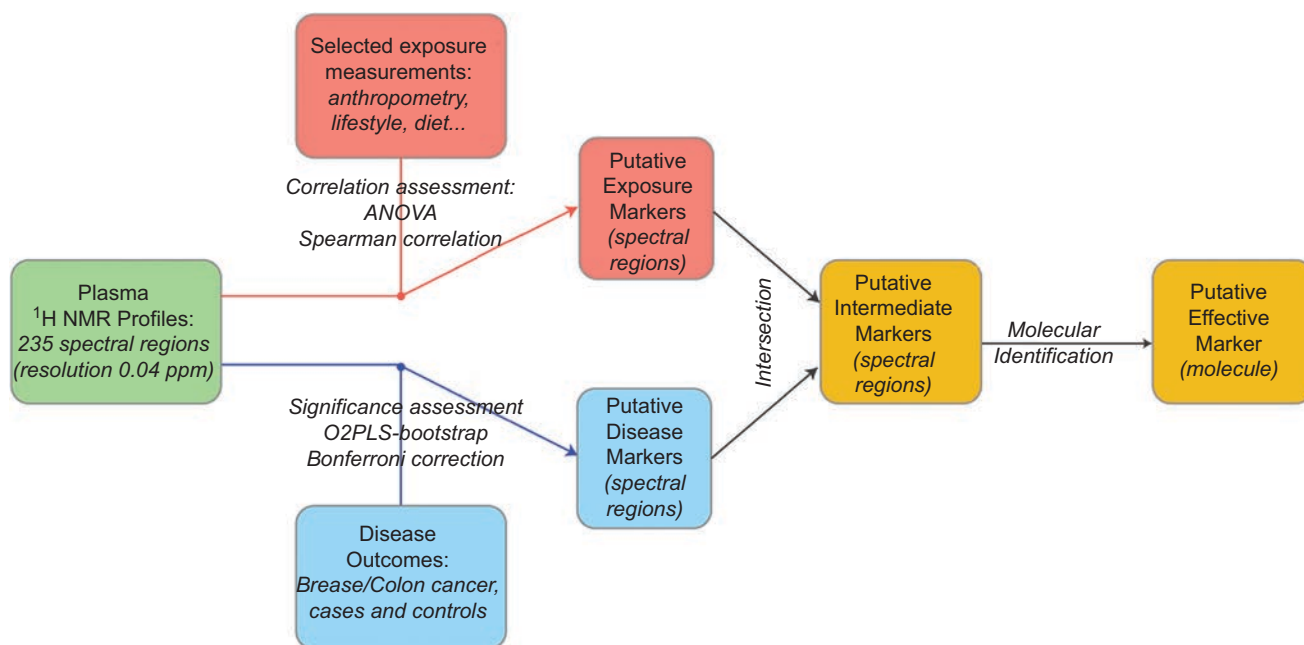 Selected exposure
measurements:
anthropometry,
lifestyle, diet...
Correlation assessment:
ANOVA
Spearman correlation
Putative
Exposure
Markers
(spectral
regions)
Plasma
¹H NMR Profiles:
235 spectral regions
(resolution 0.04 ppm)
Intersection
Putative
Intermediate
Markers
(spectral
regions)
Molecular
Identification
Putative
Effective
Marker
(molecule)
Significance assessment
O2PLS-bootstrap
Bonferroni correction
Putative
Disease
Markers
(spectral
regions)
Disease
Outcomes:
Brease/Colon cancer,
cases and controls